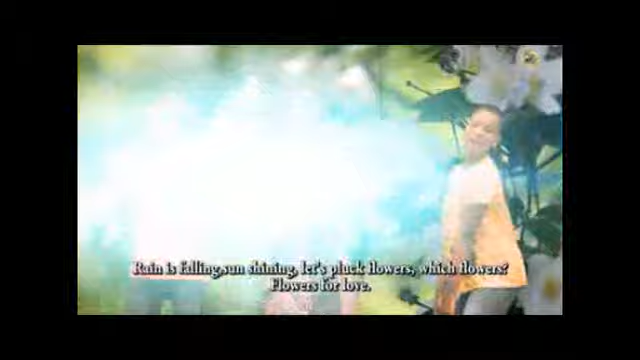 Rain is falling,sun shining, let's pluck flowers, which flowers?
Flowers for love.